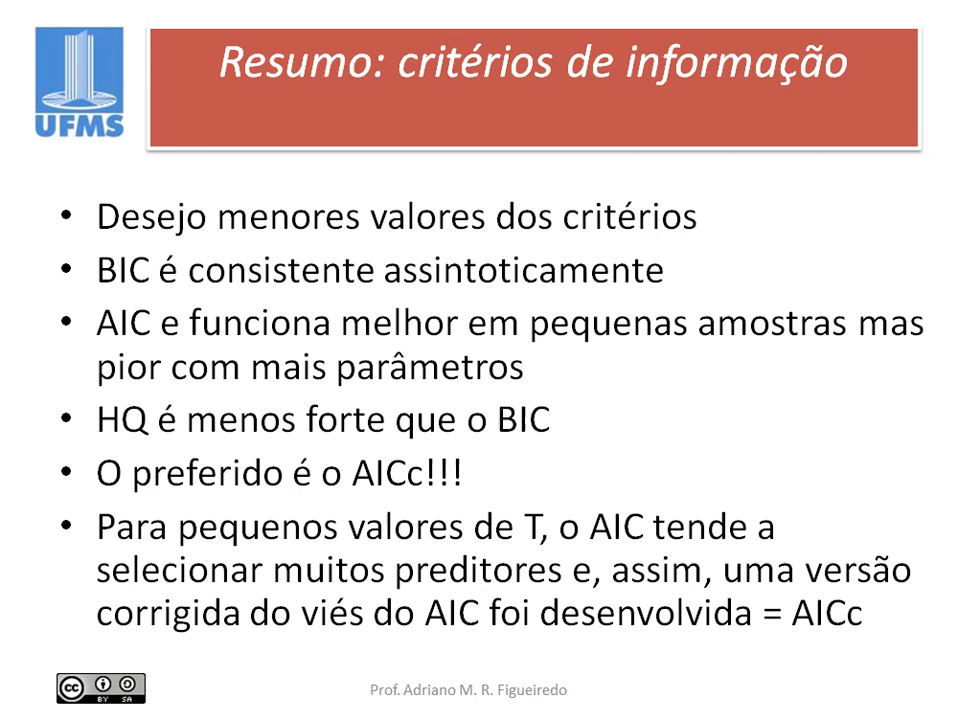 UFMS
Resumo: critérios de informação
• Desejo menores valores dos critérios
• BIC é consistente assintoticamente
• AIC e funciona melhor em pequenas amostras mas
pior com mais parâmetros
• HQ é menos forte que o BIC
• O preferido é o AICc!!!
• Para pequenos valores de T, o AIC tende a
selecionar muitos preditores e, assim, uma versão
corrigida do viés do AIC foi desenvolvida = AICc
cc BY SA
Prof. Adriano M. R. Figueiredo